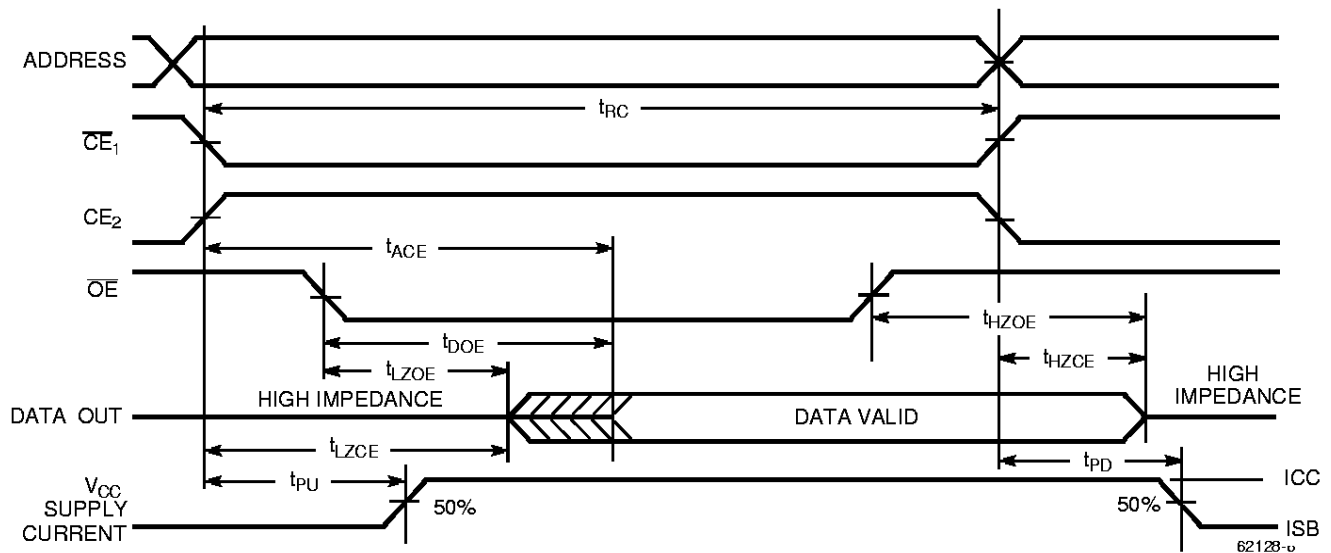 ADDRESS
tRC
CE1
CE2
tACE
OE
tHZOE
tDOE
tHZCE
tLZOE
HIGH IMPEDANCE
HIGH
IMPEDANCE
DATA OUT
DATA VALID
tLZCE
tPD
tPU
VCC
SUPPLY
CURRENT
50%
50%
ICC
ISB